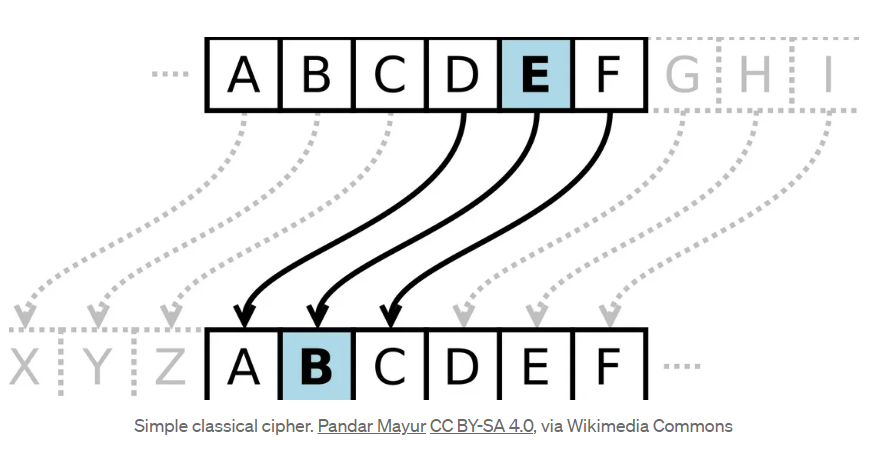 .... A B C D E F G H I
X Y Z A B C D E F ....
Simple classical cipher. Pandar Mayur CC BY-SA 4.0, via Wikimedia Commons